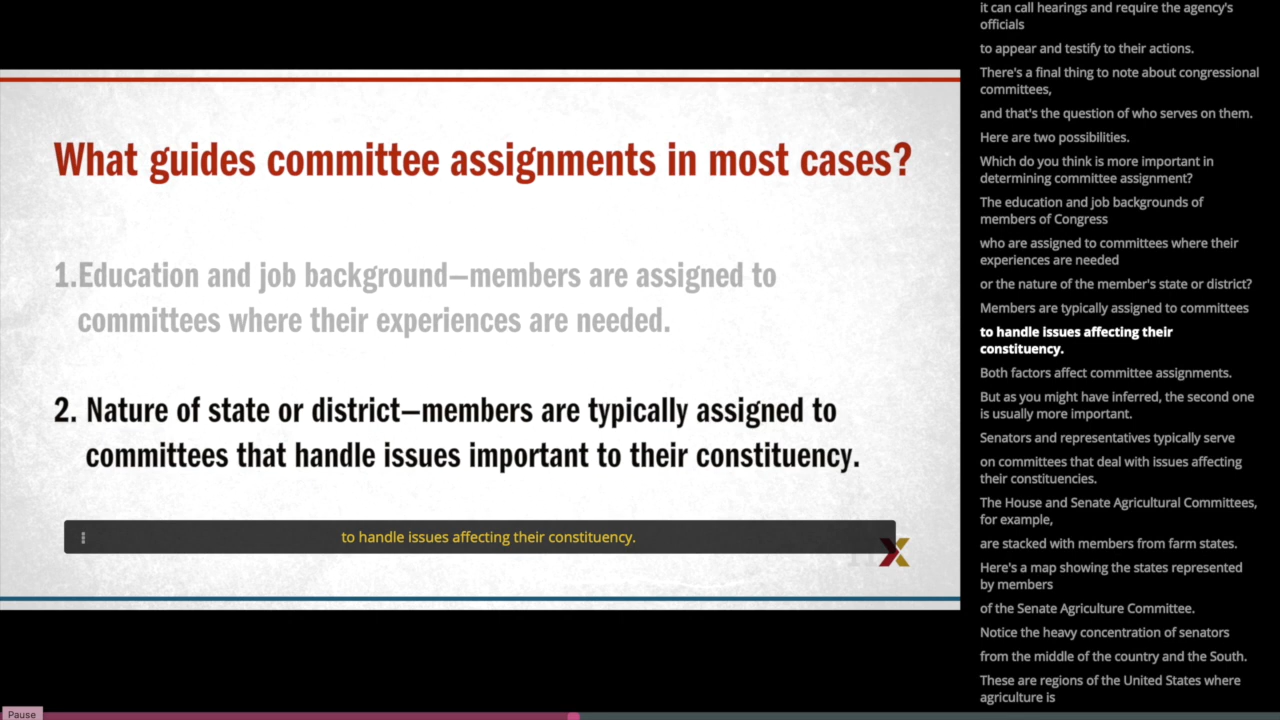 What guides committee assignments in most cases?
1.Education and job background—members are assigned to
committees where their experiences are needed.
2. Nature of state or district—members are typically assigned to
committees that handle issues important to their constituency.
to handle issues affecting their constituency.
Pause
it can call hearings and require the agency's
officials
to appear and testify to their actions.
There's a final thing to note about congressional
committees,
and that's the question of who serves on them.
Here are two possibilities.
Which do you think is more important in
determining committee assignment?
The education and job backgrounds of
members of Congress
who are assigned to committees where their
experiences are needed
or the nature of the member's state or district?
Members are typically assigned to committees
to handle issues affecting their
constituency.
Both factors affect committee assignments.
But as you might have inferred, the second one
is usually more important.
Senators and representatives typically serve
on committees that deal with issues affecting
their constituencies.
The House and Senate Agricultural Committees,
for example,
are stacked with members from farm states.
Here's a map showing the states represented
by members
of the Senate Agriculture Committee.
Notice the heavy concentration of senators
from the middle of the country and the South.
These are regions of the United States where
agriculture is